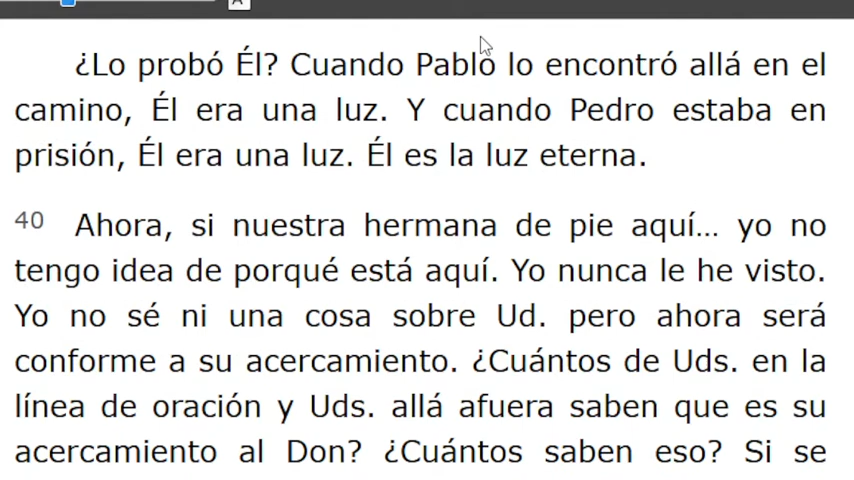 A
¿Lo probó Él? Cuando Pablo lo encontró allá en el
camino, Él era una luz. Y cuando Pedro estaba en
prisión, Él era una luz. Él es la luz eterna.
40 Ahora, si nuestra hermana de pie aquí... yo no
tengo idea de porqué está aquí. Yo nunca le he visto.
Yo no sé ni una cosa sobre Ud. pero ahora será
conforme a su acercamiento. ¿Cuántos de Uds. en la
línea de oración y Uds. allá afuera saben que es su
acercamiento al Don? ¿Cuántos saben eso? Si se